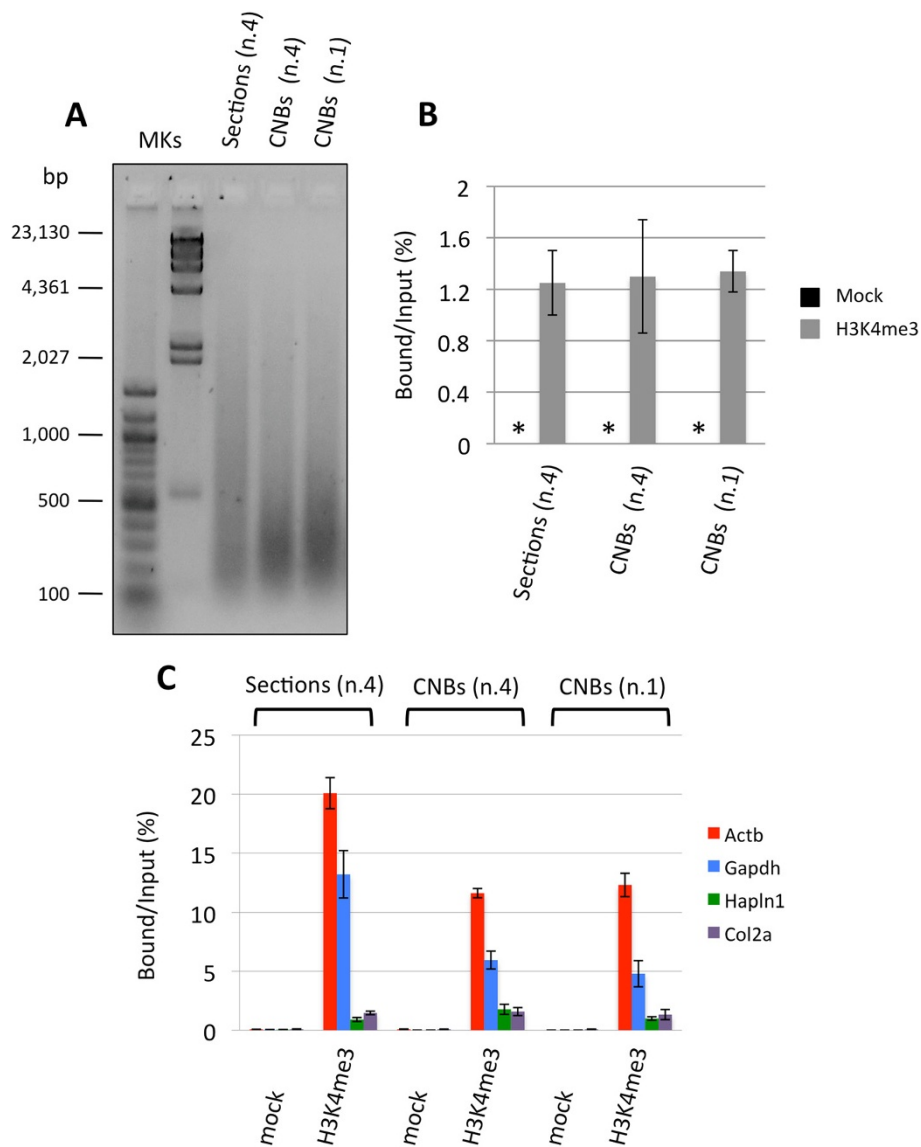 A
MKs
Sections (n.4)
CNBs (n.4)
CNBs (n.1)
bp
23,130
4,361
2,027
1,000
500
100
B
Bound/Input (%)
2
1.6
1.2
0.8
0.4
0
* * *
Sections (n.4)
CNBs (n.4)
CNBs (n.1)
Mock
H3K4me3
C
Sections (n.4) CNBs (n.4) CNBs (n.1)
Bound/Input (%)
25
20
15
10
5
0
mock
H3K4me3
mock
H3K4me3
mock
H3K4me3
Actb
Gapdh
Hapln1
Col2a